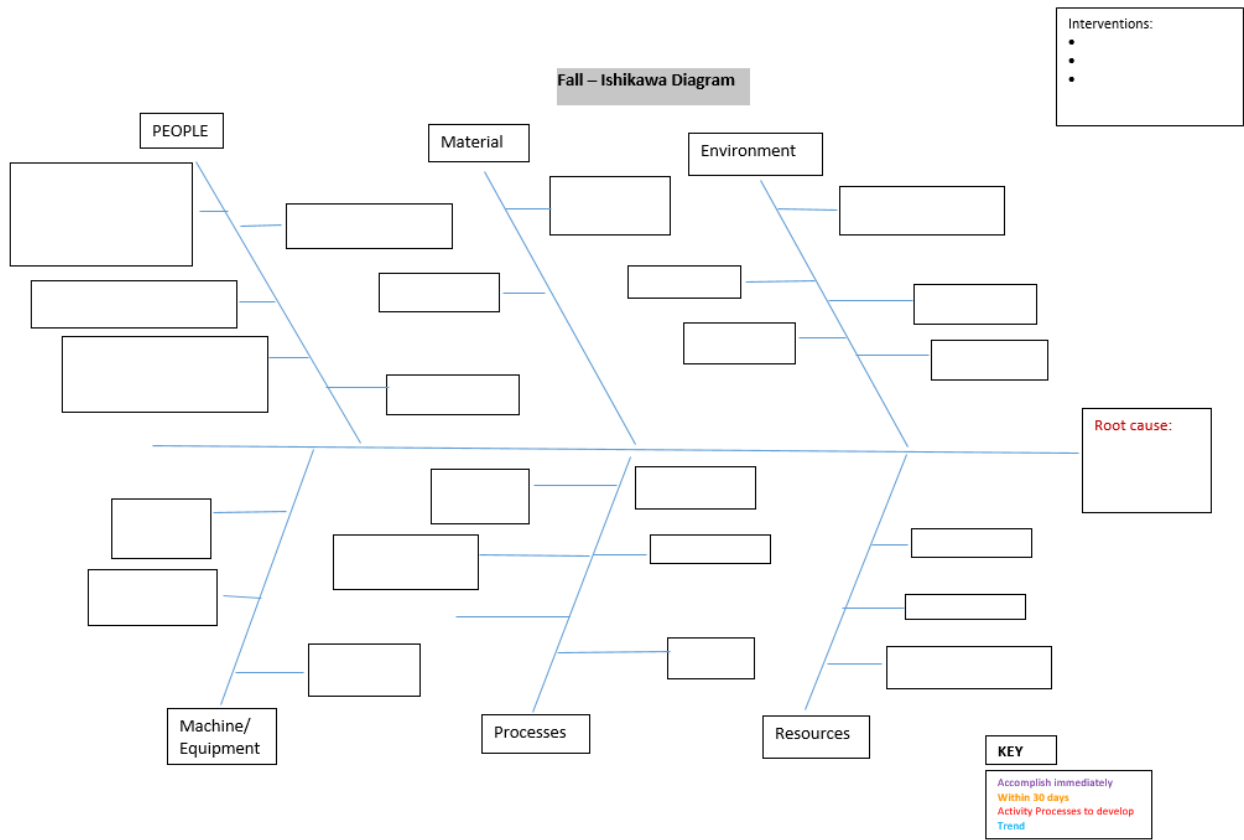 Interventions:
Fall – Ishikawa Diagram
PEOPLE
Material
Environment
Root cause:
Machine/
Equipment
Processes
Resources
KEY
Accomplish immediately
Within 30 days
Activity Processes to develop
Trend